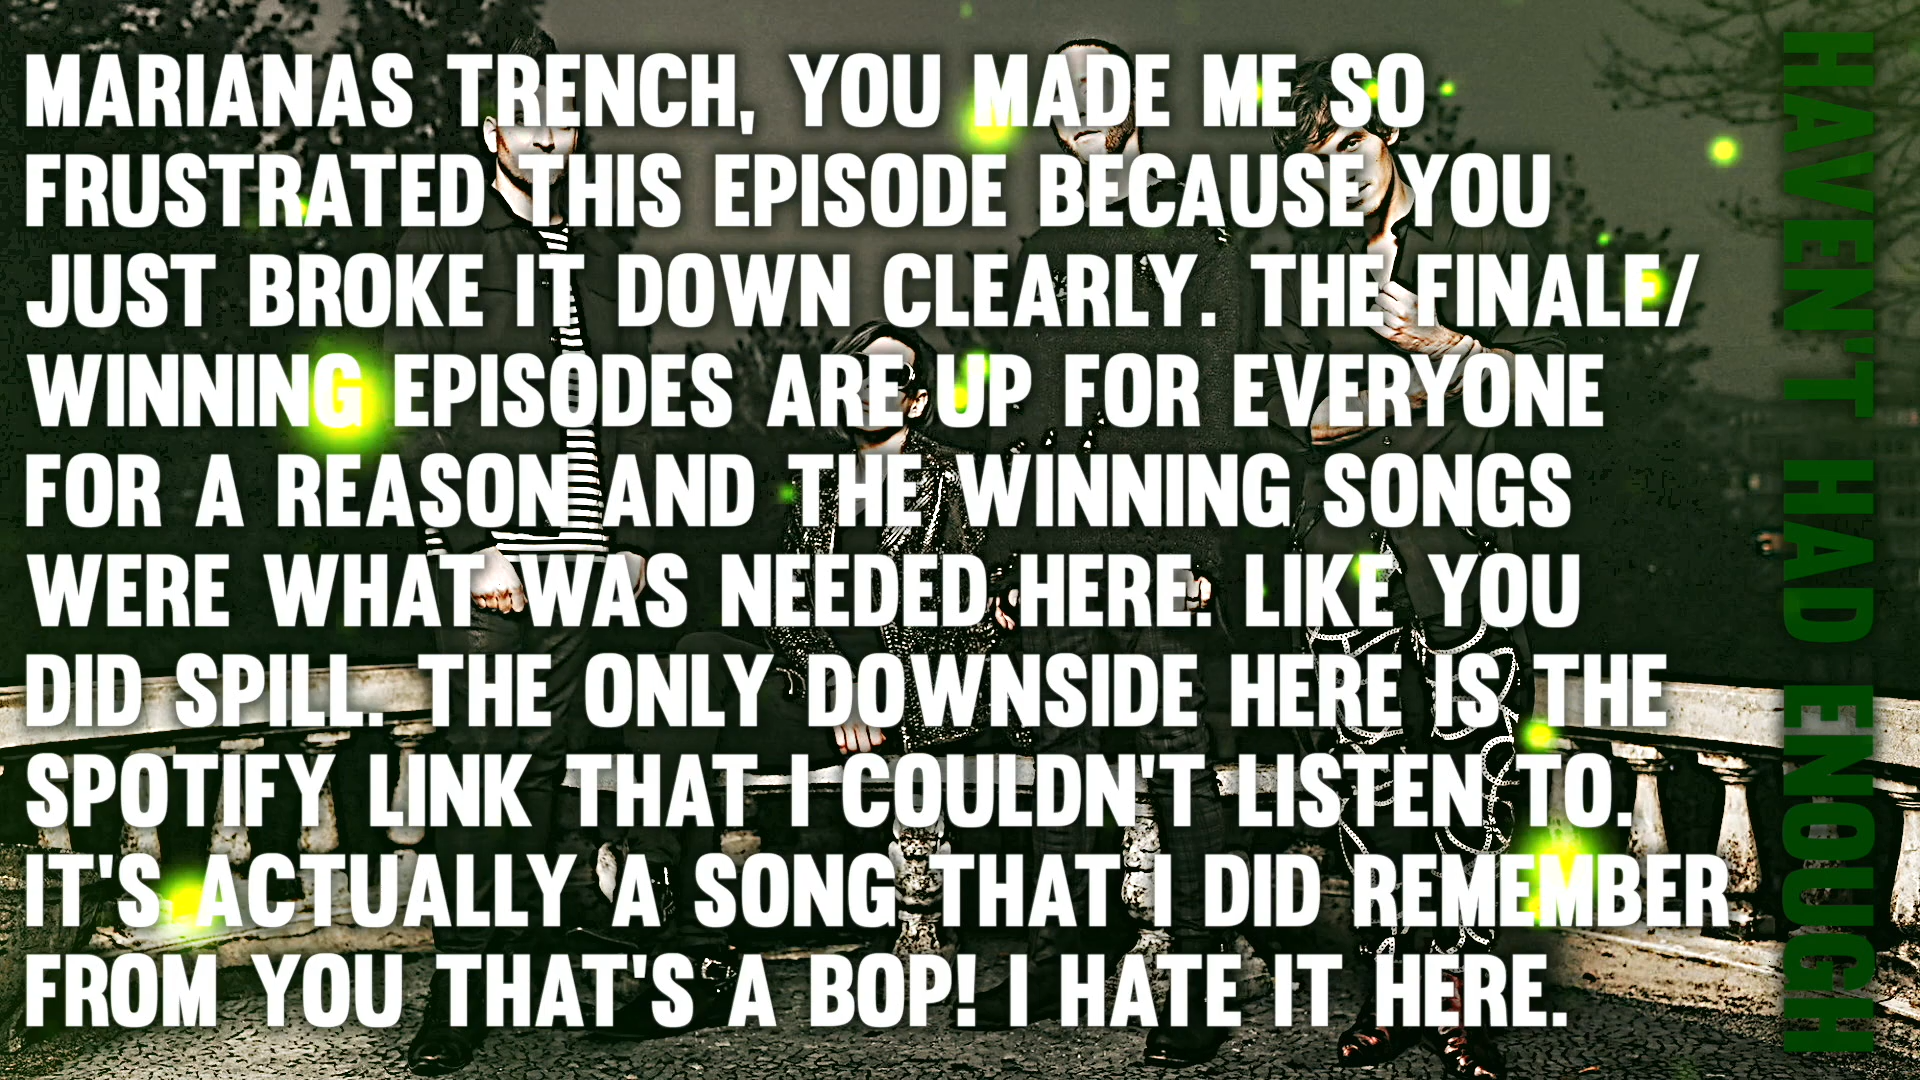 MARIANAS TRENCH, YOU MADE ME SO
FRUSTRATED THIS EPISODE BECAUSE YOU
JUST BROKE IT DOWN CLEARLY. THE FINALE/
WINNING EPISODES ARE UP FOR EVERYONE
FOR A REASON AND THE WINNING SONGS
WERE WHAT WAS NEEDED HERE. LIKE YOU
DID SPILL. THE ONLY DOWNSIDE HERE IS THE
SPOTIFY LINK THAT I COULDN'T LISTEN TO.
IT'S ACTUALLY A SONG THAT I DID REMEMBER
FROM YOU THAT'S A BOP! I HATE IT HERE.
HAVEN'T HAD ENOUGH